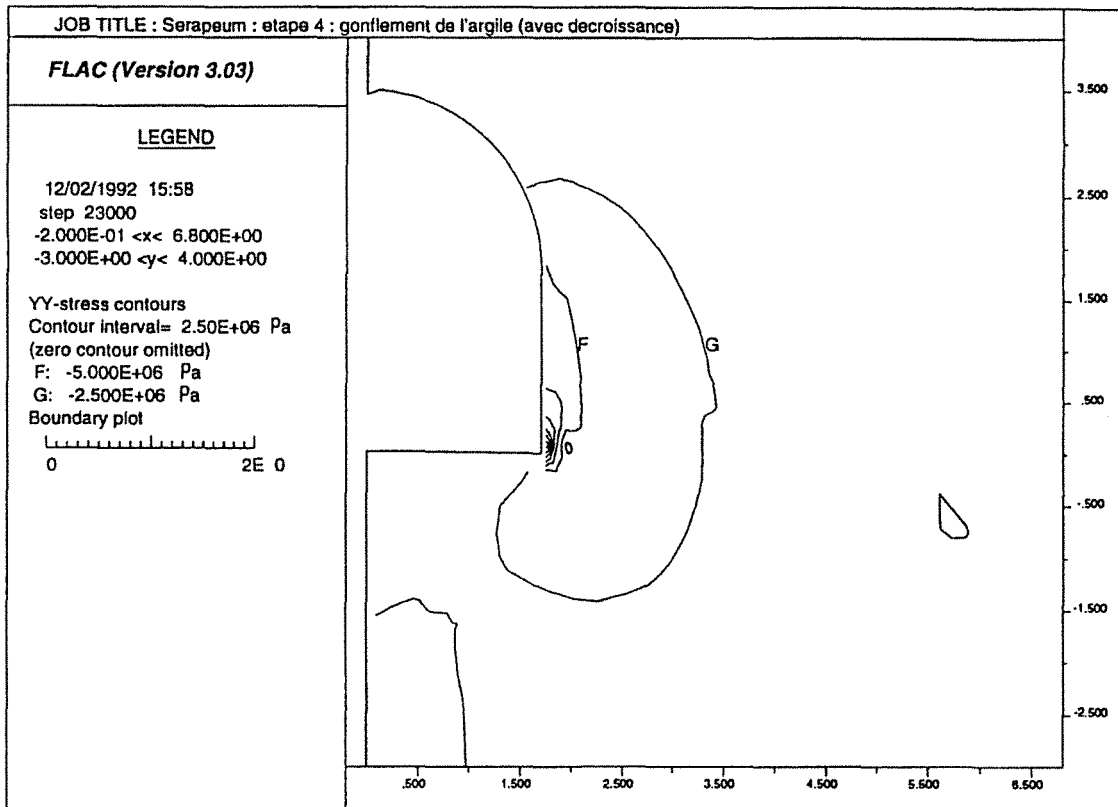 JOB TITLE : Serapeum : etape 4 : gonflement de l'argile (avec decroissance)
FLAC (Version 3.03)
LEGEND
12/02/1992 15:58
step 23000
-2.000E-01 <x< 6.800E+00
-3.000E+00 <y< 4.000E+00
YY-stress contours
Contour interval= 2.50E+06 Pa
(zero contour omitted)
F: -5.000E+06 Pa
G: -2.500E+06 Pa
Boundary plot
0 2E 0
F
G
3.500
2.500
1.500
.500
-.500
-1.500
-2.500
.500 1.500 2.500 3.500 4.500 5.500 6.500